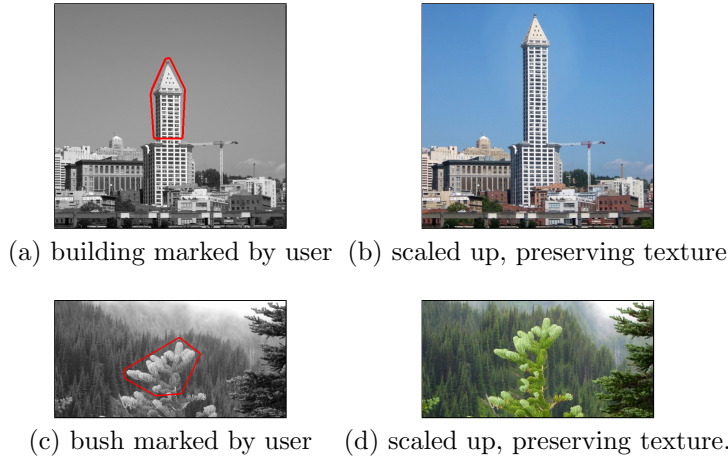 (a) building marked by user (b) scaled up, preserving texture
(c) bush marked by user (d) scaled up, preserving texture.